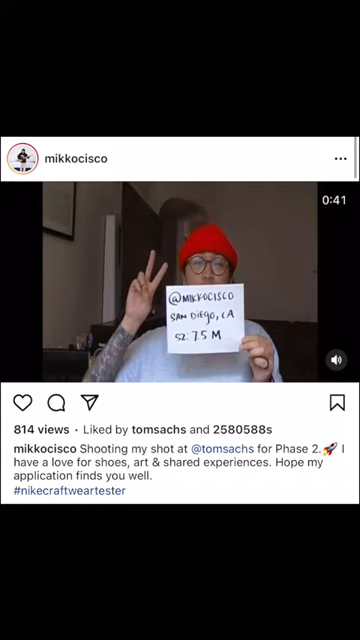 mikkocisco
0:41
@MIKKOCISCO
SAN DIEGO, CA
SZ: 7.5 M
814 views · Liked by tomsachs and 2580588s
mikkocisco Shooting my shot at @tomsachs for Phase 2.🚀 I
have a love for shoes, art & shared experiences. Hope my
application finds you well.
#nikecraftweartester